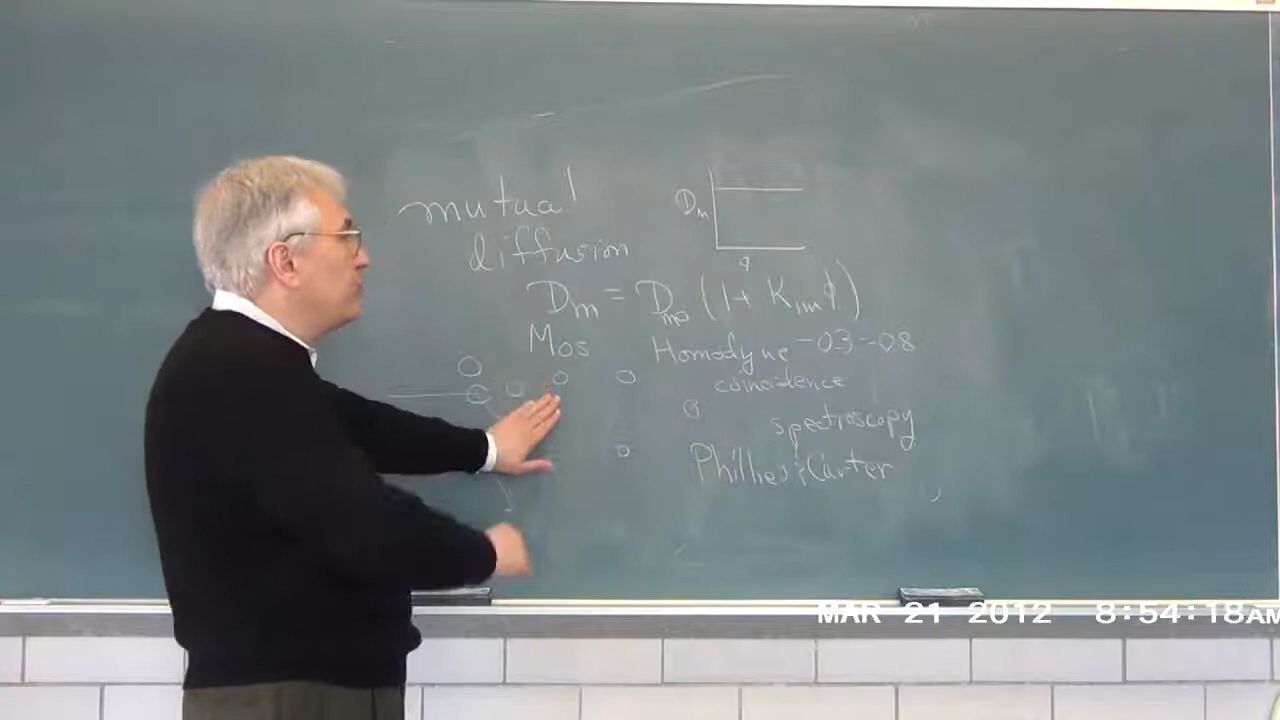 mutual
diffusion
Dm
q
Dm = Dmo (1 + K1m ϕ)
Mos
Homodyne -03--08
coincidence
spectroscopy
Phillies; Carter
MAR 21 2012 8:54:18AM